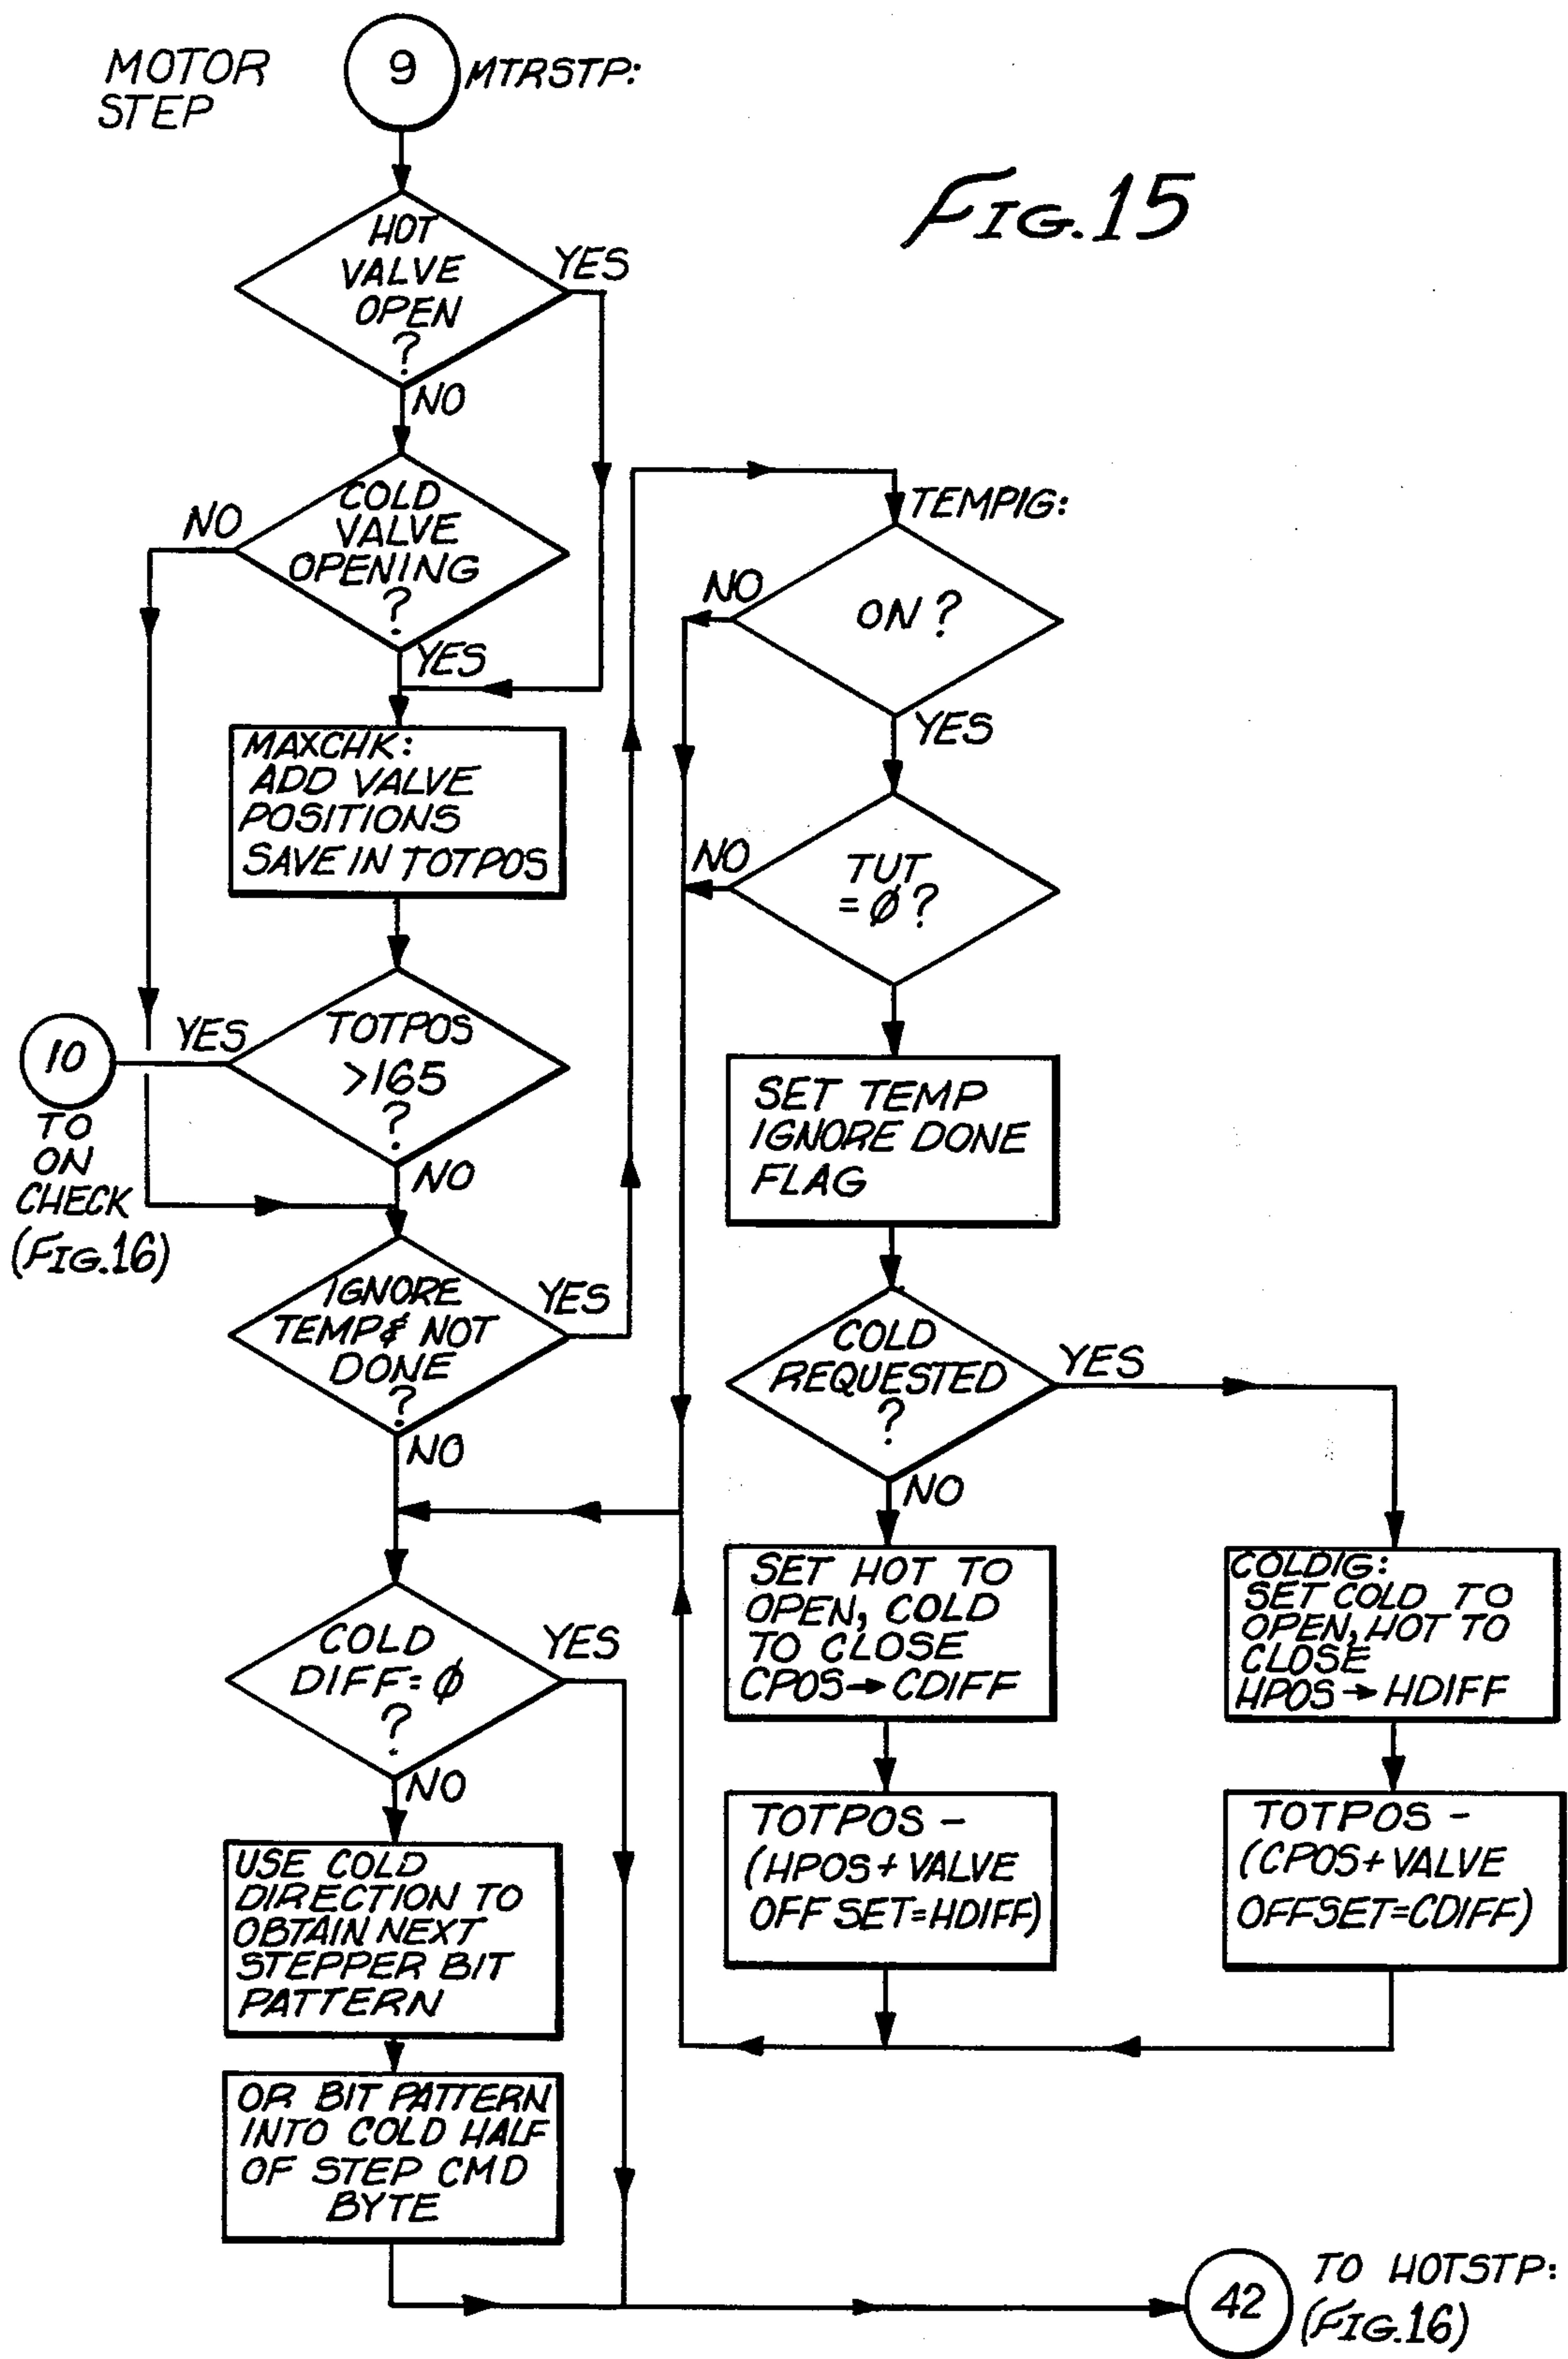 MOTOR
STEP
9
MTRSTP:
FIG.15
HOT
VALVE
OPEN
?
YES
NO
COLD
VALVE
OPENING
?
NO
YES
MAXCHK:
ADD VALVE
POSITIONS
SAVE IN TOTPOS
TOTPOS
>165
?
YES
NO
10
TO
ON
CHECK
(FIG.16)
IGNORE
TEMP & NOT
DONE
?
YES
NO
COLD
DIFF=Ø
?
YES
NO
USE COLD
DIRECTION TO
OBTAIN NEXT
STEPPER BIT
PATTERN
OR BIT PATTERN
INTO COLD HALF
OF STEP CMD
BYTE
TEMPIG:
ON ?
NO
YES
TUT
=Ø ?
NO
SET TEMP
IGNORE DONE
FLAG
COLD
REQUESTED
?
YES
NO
SET HOT TO
OPEN, COLD
TO CLOSE
CPOS→CDIFF
TOTPOS -
(HPOS + VALVE
OFF SET=HDIFF)
COLDIG:
SET COLD TO
OPEN, HOT TO
CLOSE
HPOS→HDIFF
TOTPOS -
(CPOS+VALVE
OFFSET=CDIFF)
42
TO HOTSTP:
(FIG.16)